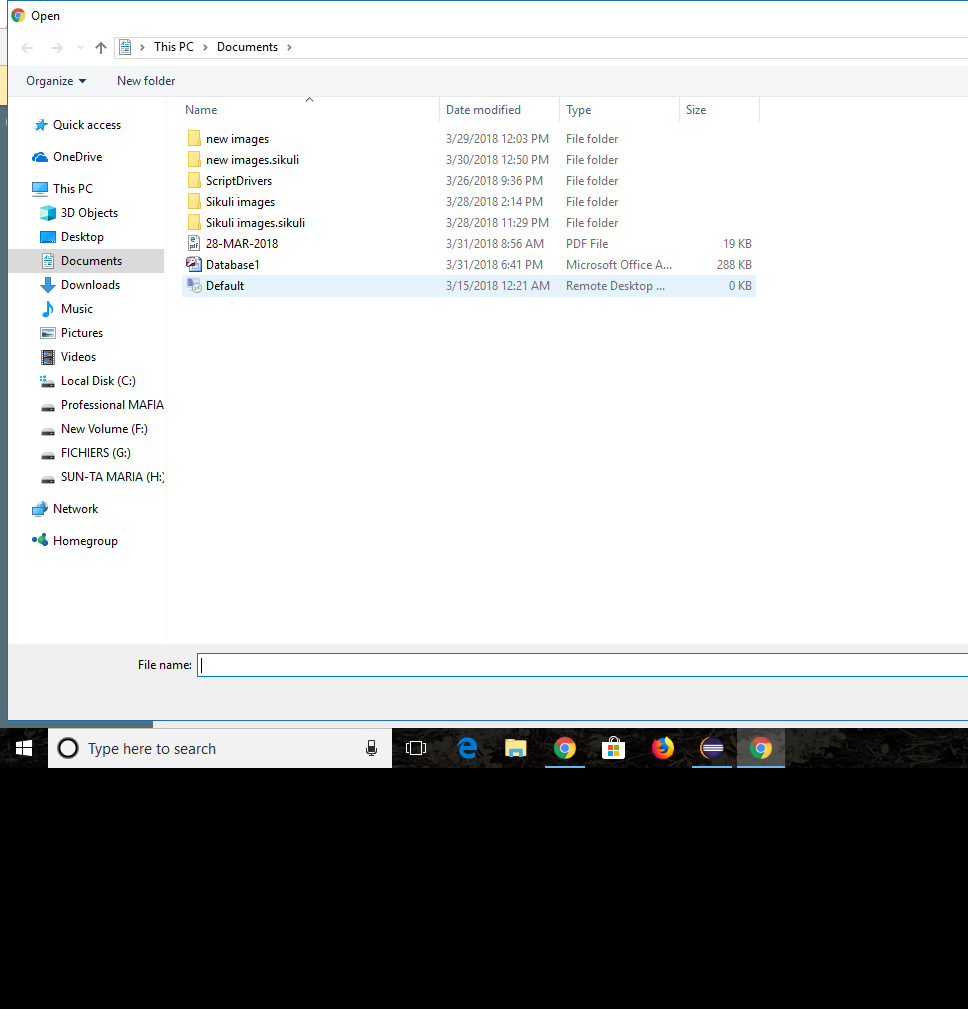 Open
This PC Documents
Organize New folder
Name Date modified Type Size
Quick access
OneDrive
This PC
3D Objects
Desktop
Documents
Downloads
Music
Pictures
Videos
Local Disk (C:)
Professional MAFIA
New Volume (F:)
FICHIERS (G:)
SUN-TA MARIA (H:)
Network
Homegroup
new images 3/29/2018 12:03 PM File folder
new images.sikuli 3/30/2018 12:50 PM File folder
ScriptDrivers 3/26/2018 9:36 PM File folder
Sikuli images 3/28/2018 2:14 PM File folder
Sikuli images.sikuli 3/28/2018 11:29 PM File folder
28-MAR-2018 3/31/2018 8:56 AM PDF File 19 KB
Database1 3/31/2018 6:41 PM Microsoft Office A... 288 KB
Default 3/15/2018 12:21 AM Remote Desktop ... 0 KB
File name:
Type here to search